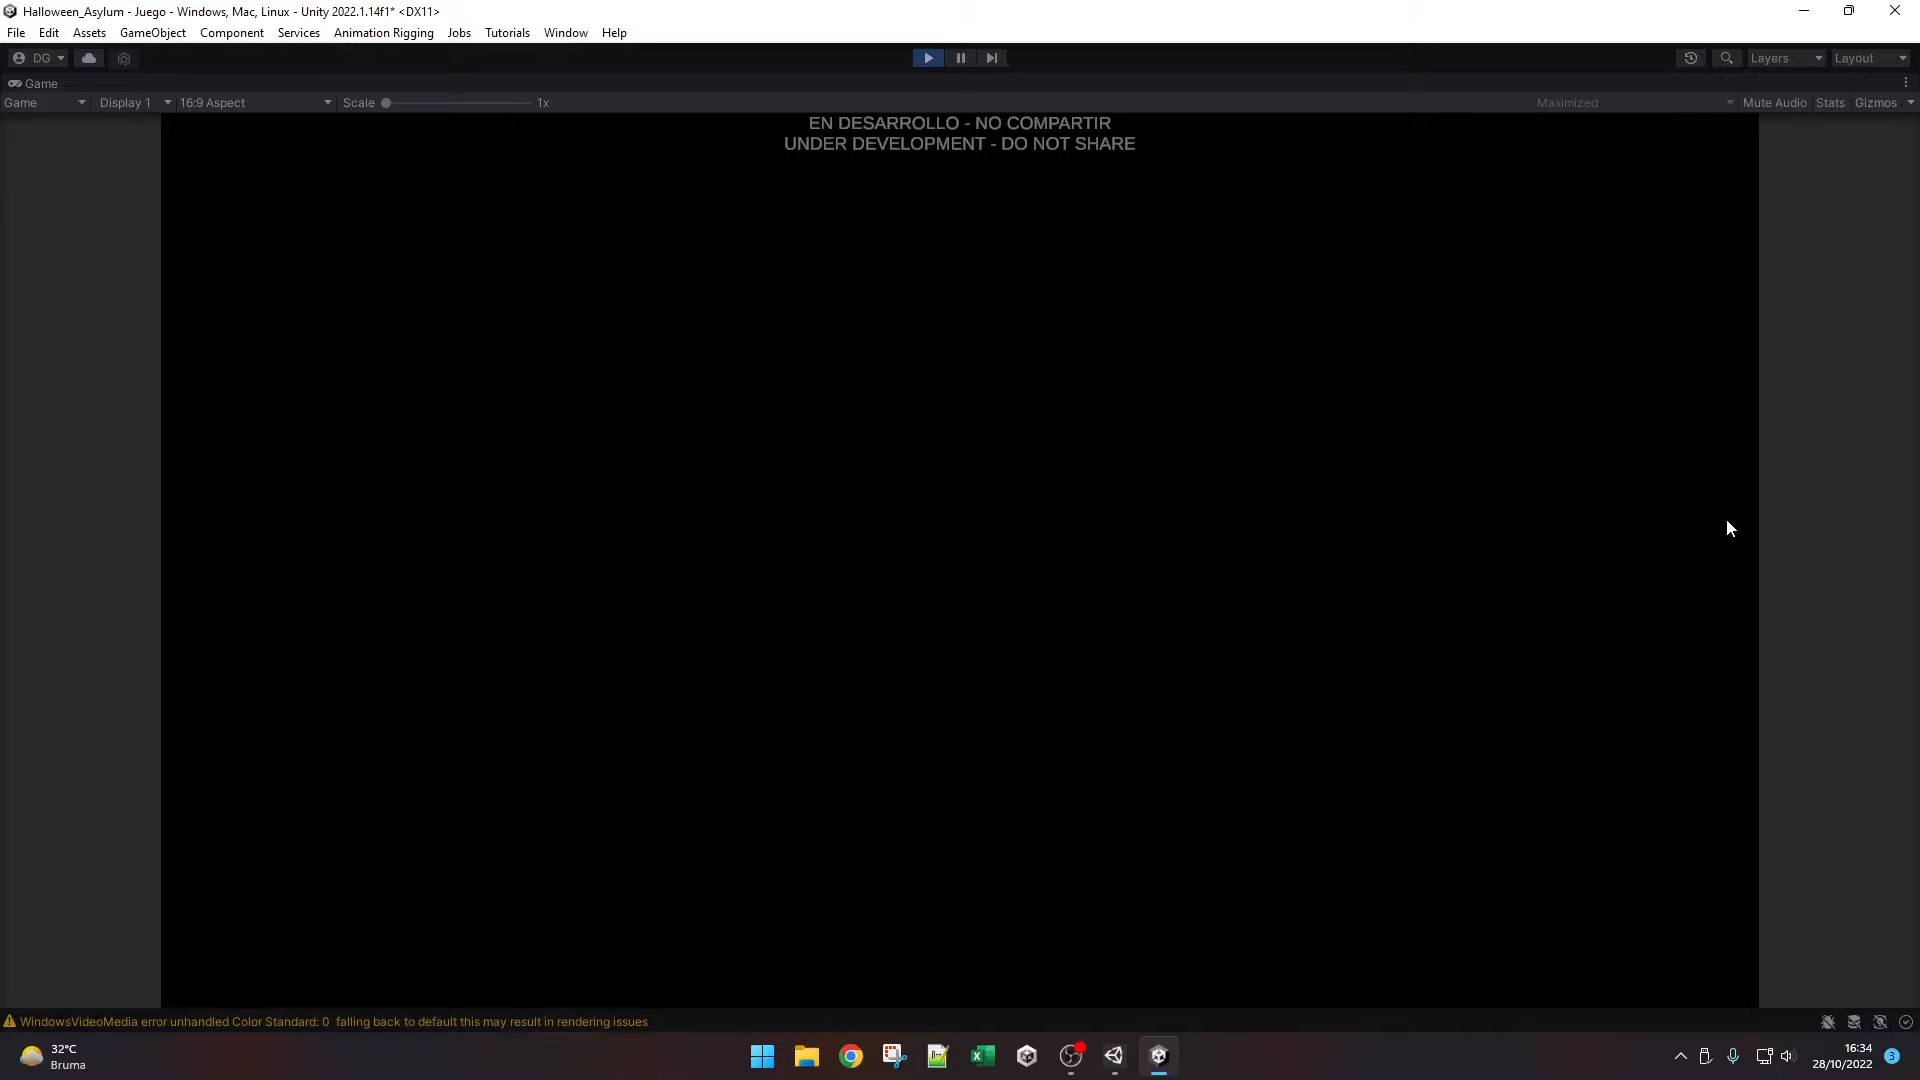 Halloween_Asylum - Juego - Windows, Mac, Linux - Unity 2022.1.14f1* <DX11>
File Edit Assets GameObject Component Services Animation Rigging Jobs Tutorials Window Help
DG Layers Layout
Game
Game Display 1 16:9 Aspect Scale 1x Maximized Mute Audio Stats Gizmos
EN DESARROLLO - NO COMPARTIR
UNDER DEVELOPMENT - DO NOT SHARE
WindowsVideoMedia error unhandled Color Standard: 0 falling back to default this may result in rendering issues
32°C
Bruma
16:34
28/10/2022
3